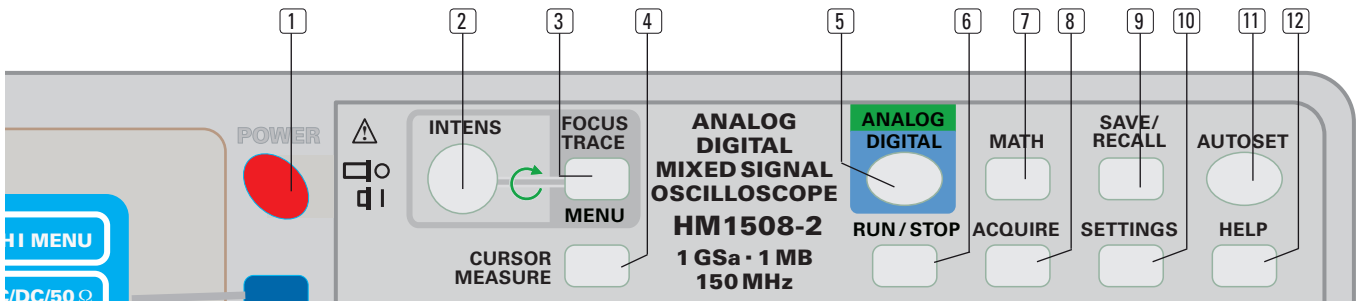 1 2 3 4 5 6 7 8 9 10 11 12
POWER
INTENS
FOCUS
TRACE
MENU
CURSOR
MEASURE
ANALOG
DIGITAL
MIXED SIGNAL
OSCILLOSCOPE
HM1508-2
1 GSa · 1 MB
150 MHz
ANALOG
DIGITAL
RUN / STOP
MATH
ACQUIRE
SAVE/
RECALL
SETTINGS
AUTOSET
HELP
MENU
/DC/50 Ω